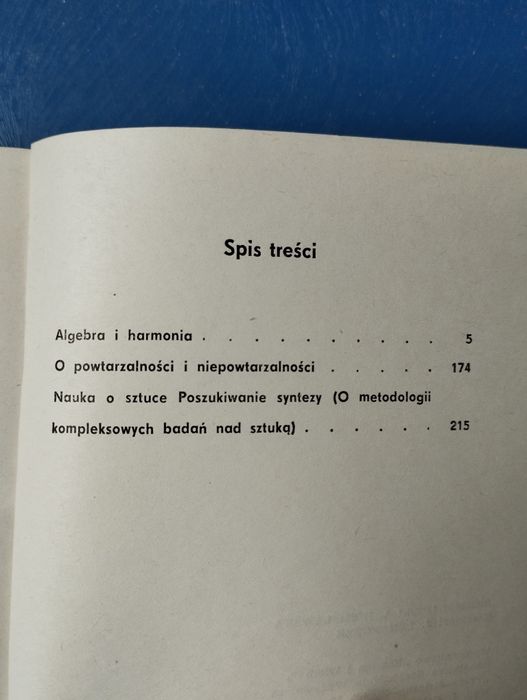 Spis treści
Algebra i harmonia . . . . . . . . . . 5
O powtarzalności i niepowtarzalności . . . . . 174
Nauka o sztuce Poszukiwanie syntezy (O metodologii
kompleksowych badań nad sztuką) . . . . . . 215